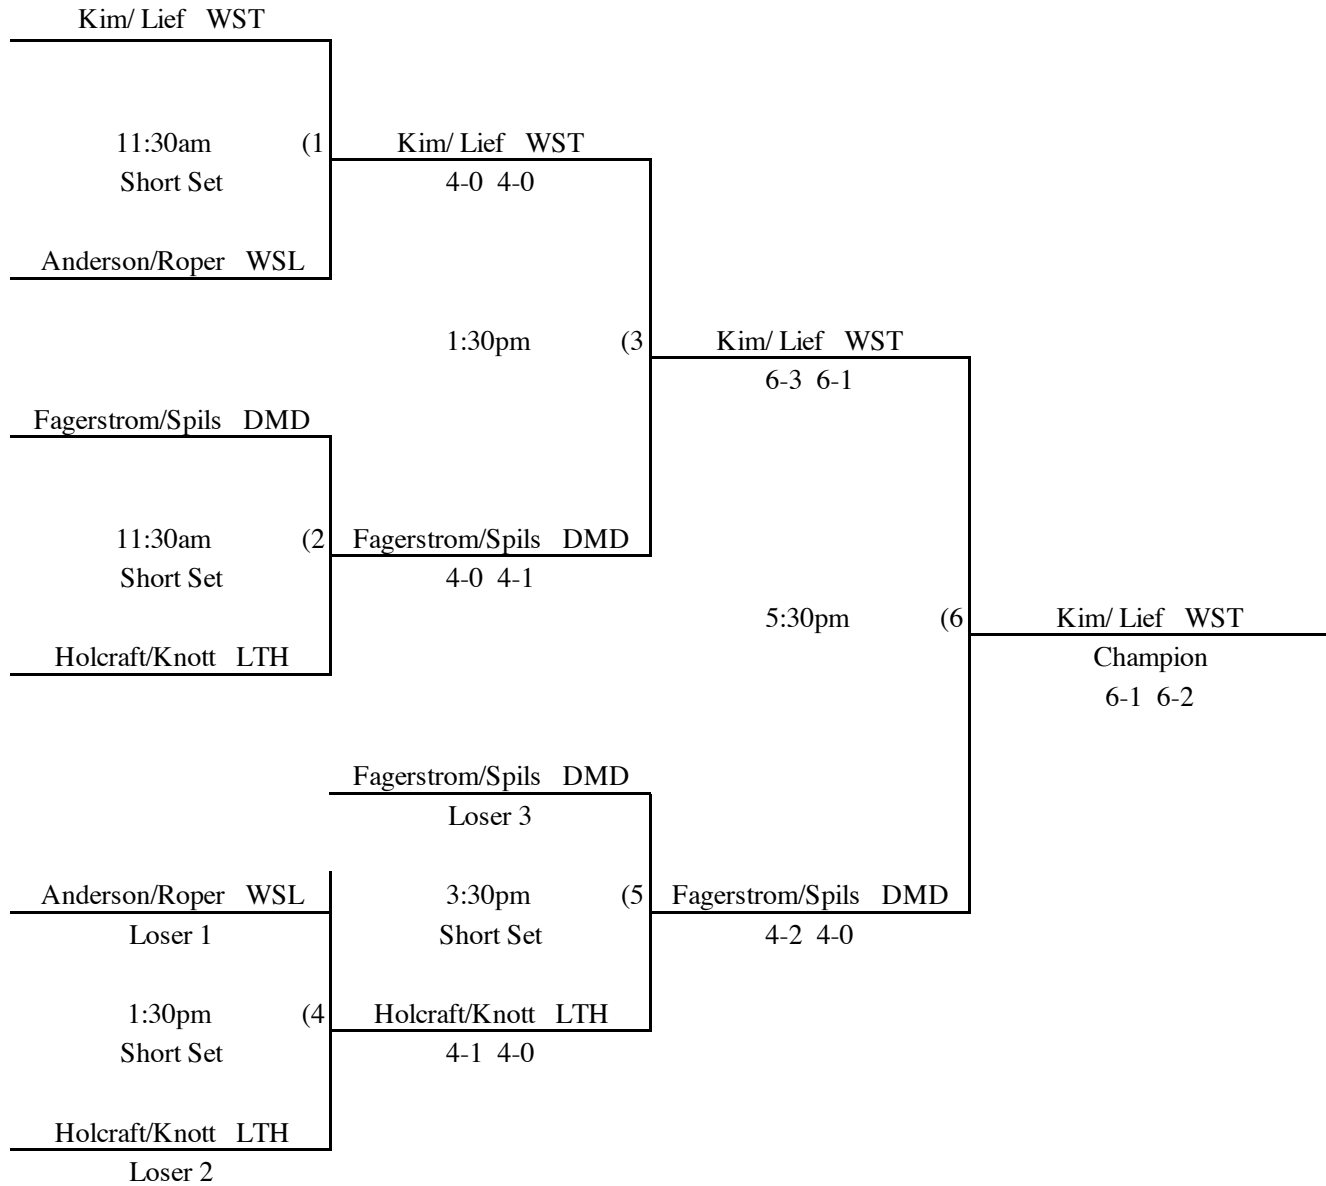 Kim/ Lief WST
11:30am (1 Kim/ Lief WST
Short Set 4-0 4-0
Anderson/Roper WSL
1:30pm (3 Kim/ Lief WST
6-3 6-1
Fagerstrom/Spils DMD
11:30am (2 Fagerstrom/Spils DMD
Short Set 4-0 4-1
5:30pm (6 Kim/ Lief WST
Holcraft/Knott LTH Champion
6-1 6-2
Fagerstrom/Spils DMD
Loser 3
Anderson/Roper WSL 3:30pm (5 Fagerstrom/Spils DMD
Loser 1 Short Set 4-2 4-0
1:30pm (4 Holcraft/Knott LTH
Short Set 4-1 4-0
Holcraft/Knott LTH
Loser 2